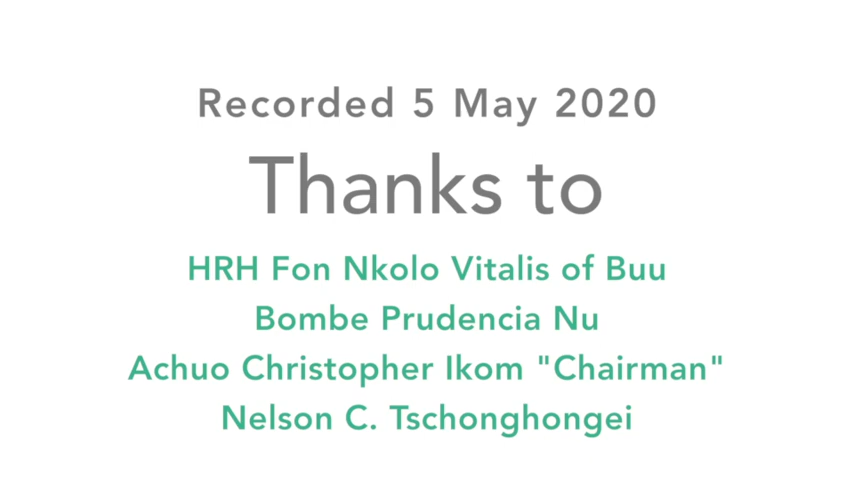 Recorded 5 May 2020
Thanks to
HRH Fon Nkolo Vitalis of Buu
Bombe Prudencia Nu
Achuo Christopher Ikom "Chairman"
Nelson C. Tschonghongei